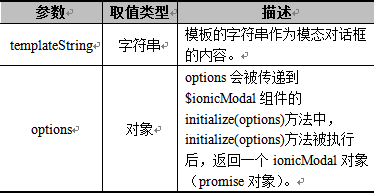 参数 取值类型 描述
templateString 字符串 模板的字符串作为模态对话框
的内容。
options 对象 options 会被传递到
$ionicModal 组件的
initialize(options)方法中，
initialize(options)方法被执行
后，返回一个 ionicModal 对象
（promise 对象）。